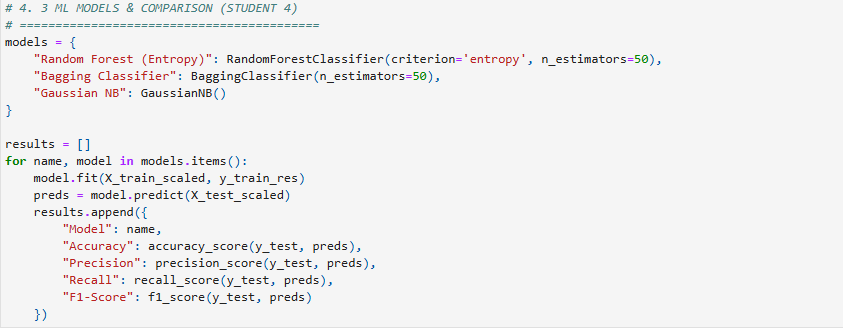 # 4. 3 ML MODELS & COMPARISON (STUDENT 4)
# ==========================================
models = {
    "Random Forest (Entropy)": RandomForestClassifier(criterion='entropy', n_estimators=50),
    "Bagging Classifier": BaggingClassifier(n_estimators=50),
    "Gaussian NB": GaussianNB()
}

results = []
for name, model in models.items():
    model.fit(X_train_scaled, y_train_res)
    preds = model.predict(X_test_scaled)
    results.append({
        "Model": name,
        "Accuracy": accuracy_score(y_test, preds),
        "Precision": precision_score(y_test, preds),
        "Recall": recall_score(y_test, preds),
        "F1-Score": f1_score(y_test, preds)
    })